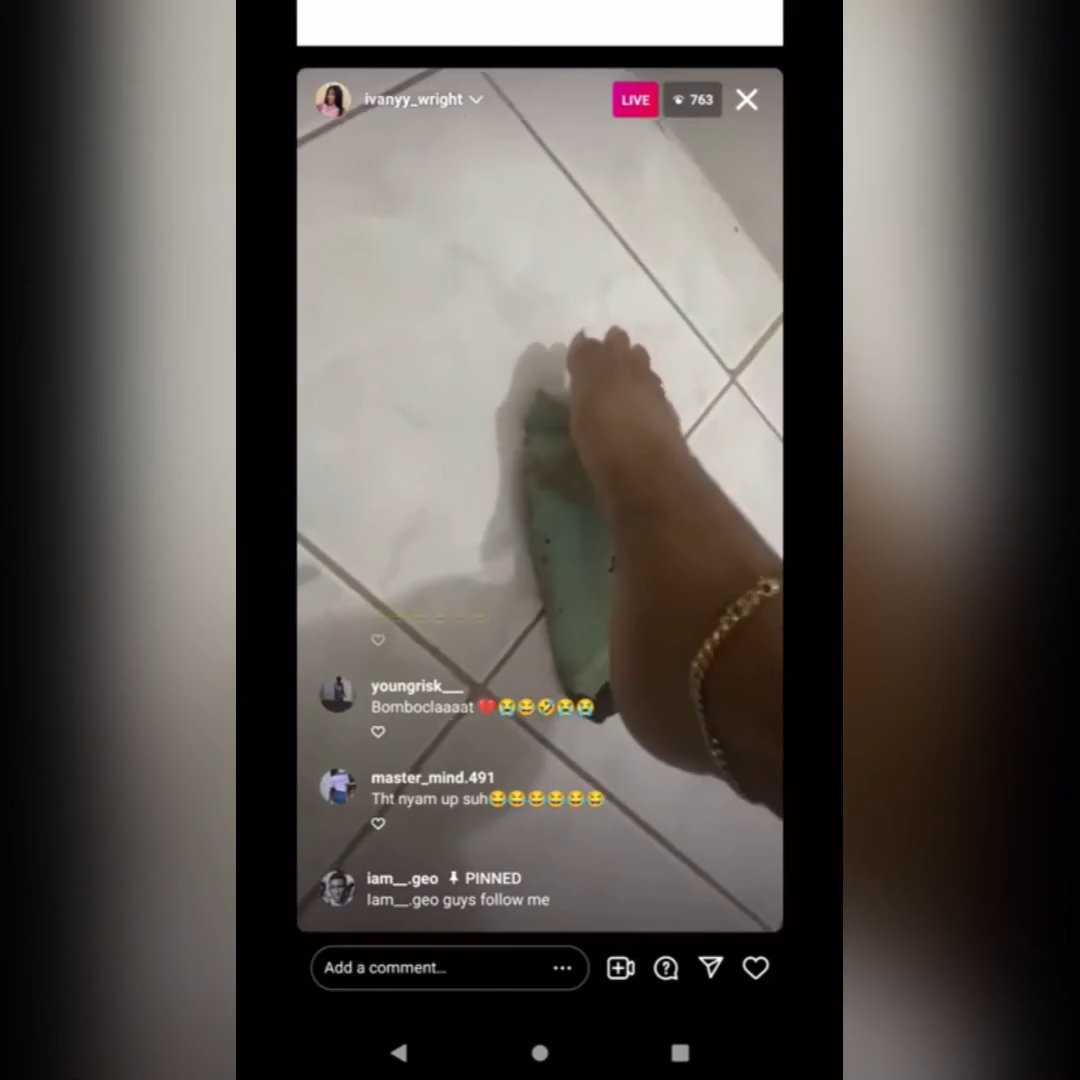 ivanyy_wright
LIVE
763
youngrisk___
Bomboclaaaat 💔😭😂🤣😭😭
master_mind.491
Tht nyam up suh😂😂😂😂😂😂
iam__.geo PINNED
Iam__.geo guys follow me
Add a comment...